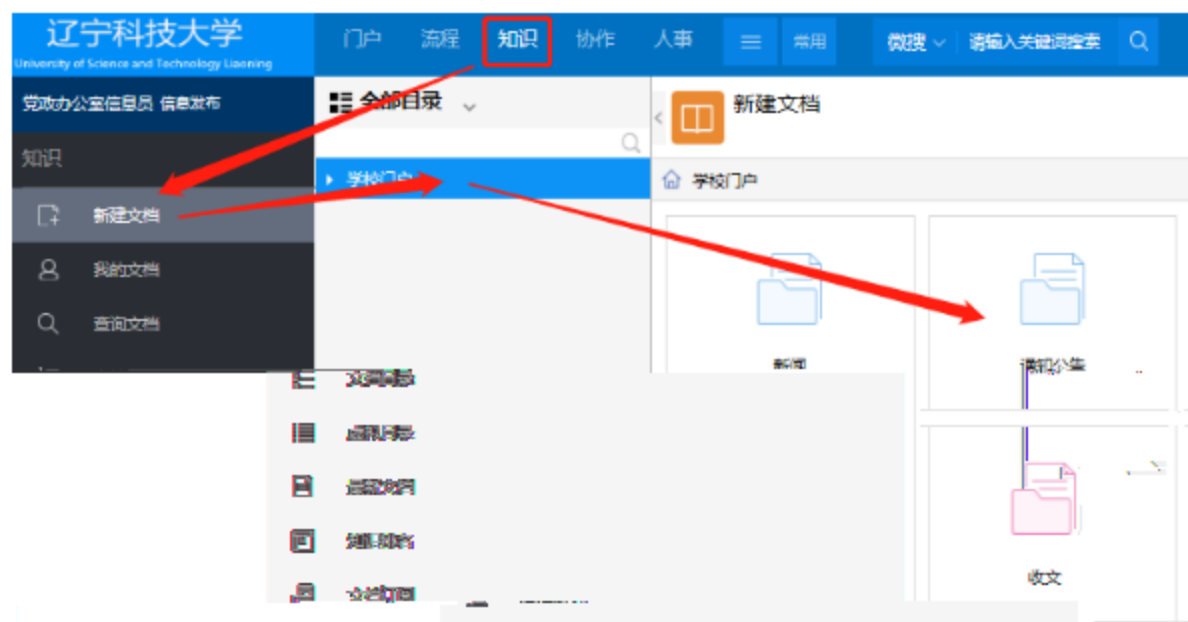 辽宁科技大学
University of Science and Technology Liaoning
门户 流程 知识 协作 人事 常用 微搜 请输入关键词搜索
党政办公室信息员 信息发布
全部目录
新建文档
知识
学校门户
学校门户
新建文档
我的文档
查询文档
新闻
通知公告
收文